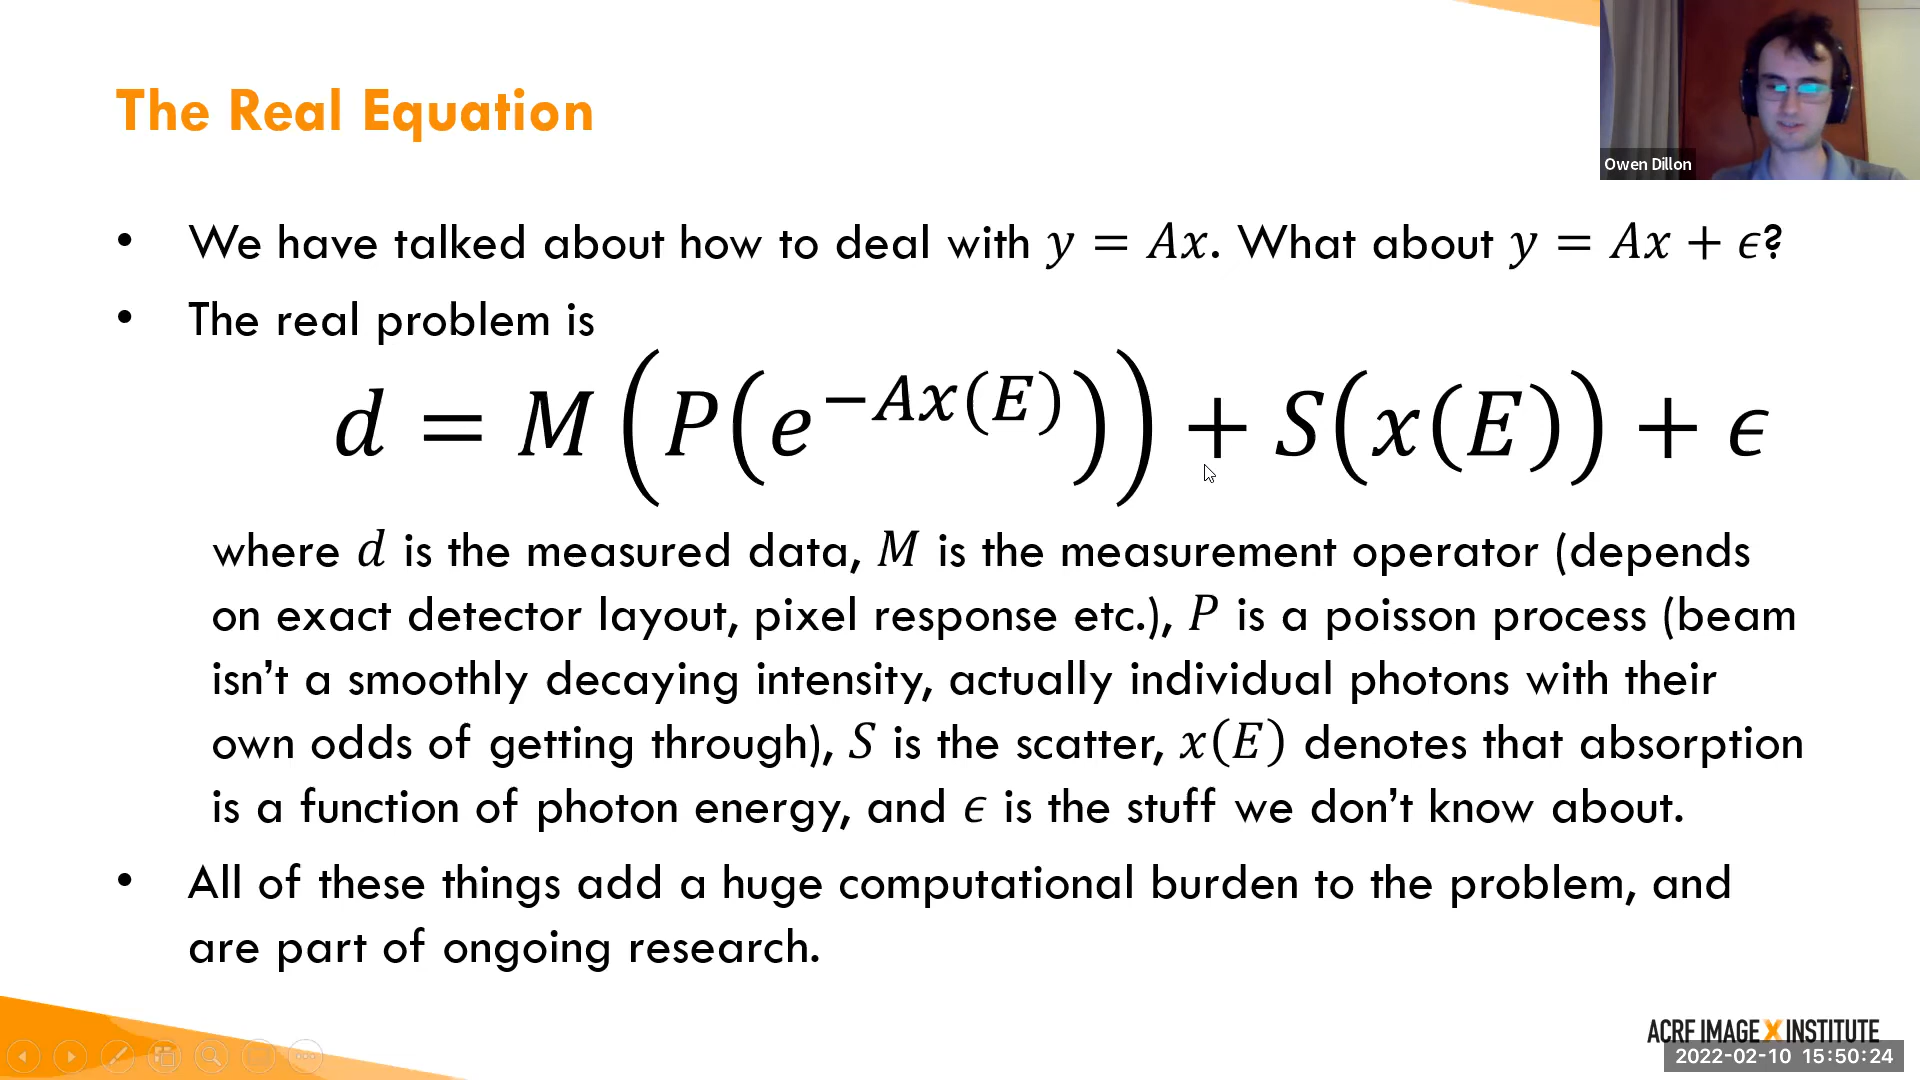 The Real Equation
Owen Dillon
• We have talked about how to deal with y = Ax. What about y = Ax + ϵ?
• The real problem is
d = M(P(e^{−Ax(E)})) + S(x(E)) + ϵ
where d is the measured data, M is the measurement operator (depends
on exact detector layout, pixel response etc.), P is a poisson process (beam
isn't a smoothly decaying intensity, actually individual photons with their
own odds of getting through), S is the scatter, x(E) denotes that absorption
is a function of photon energy, and ϵ is the stuff we don't know about.
• All of these things add a huge computational burden to the problem, and
are part of ongoing research.
ACRF IMAGE X INSTITUTE
2022-02-10 15:50:24